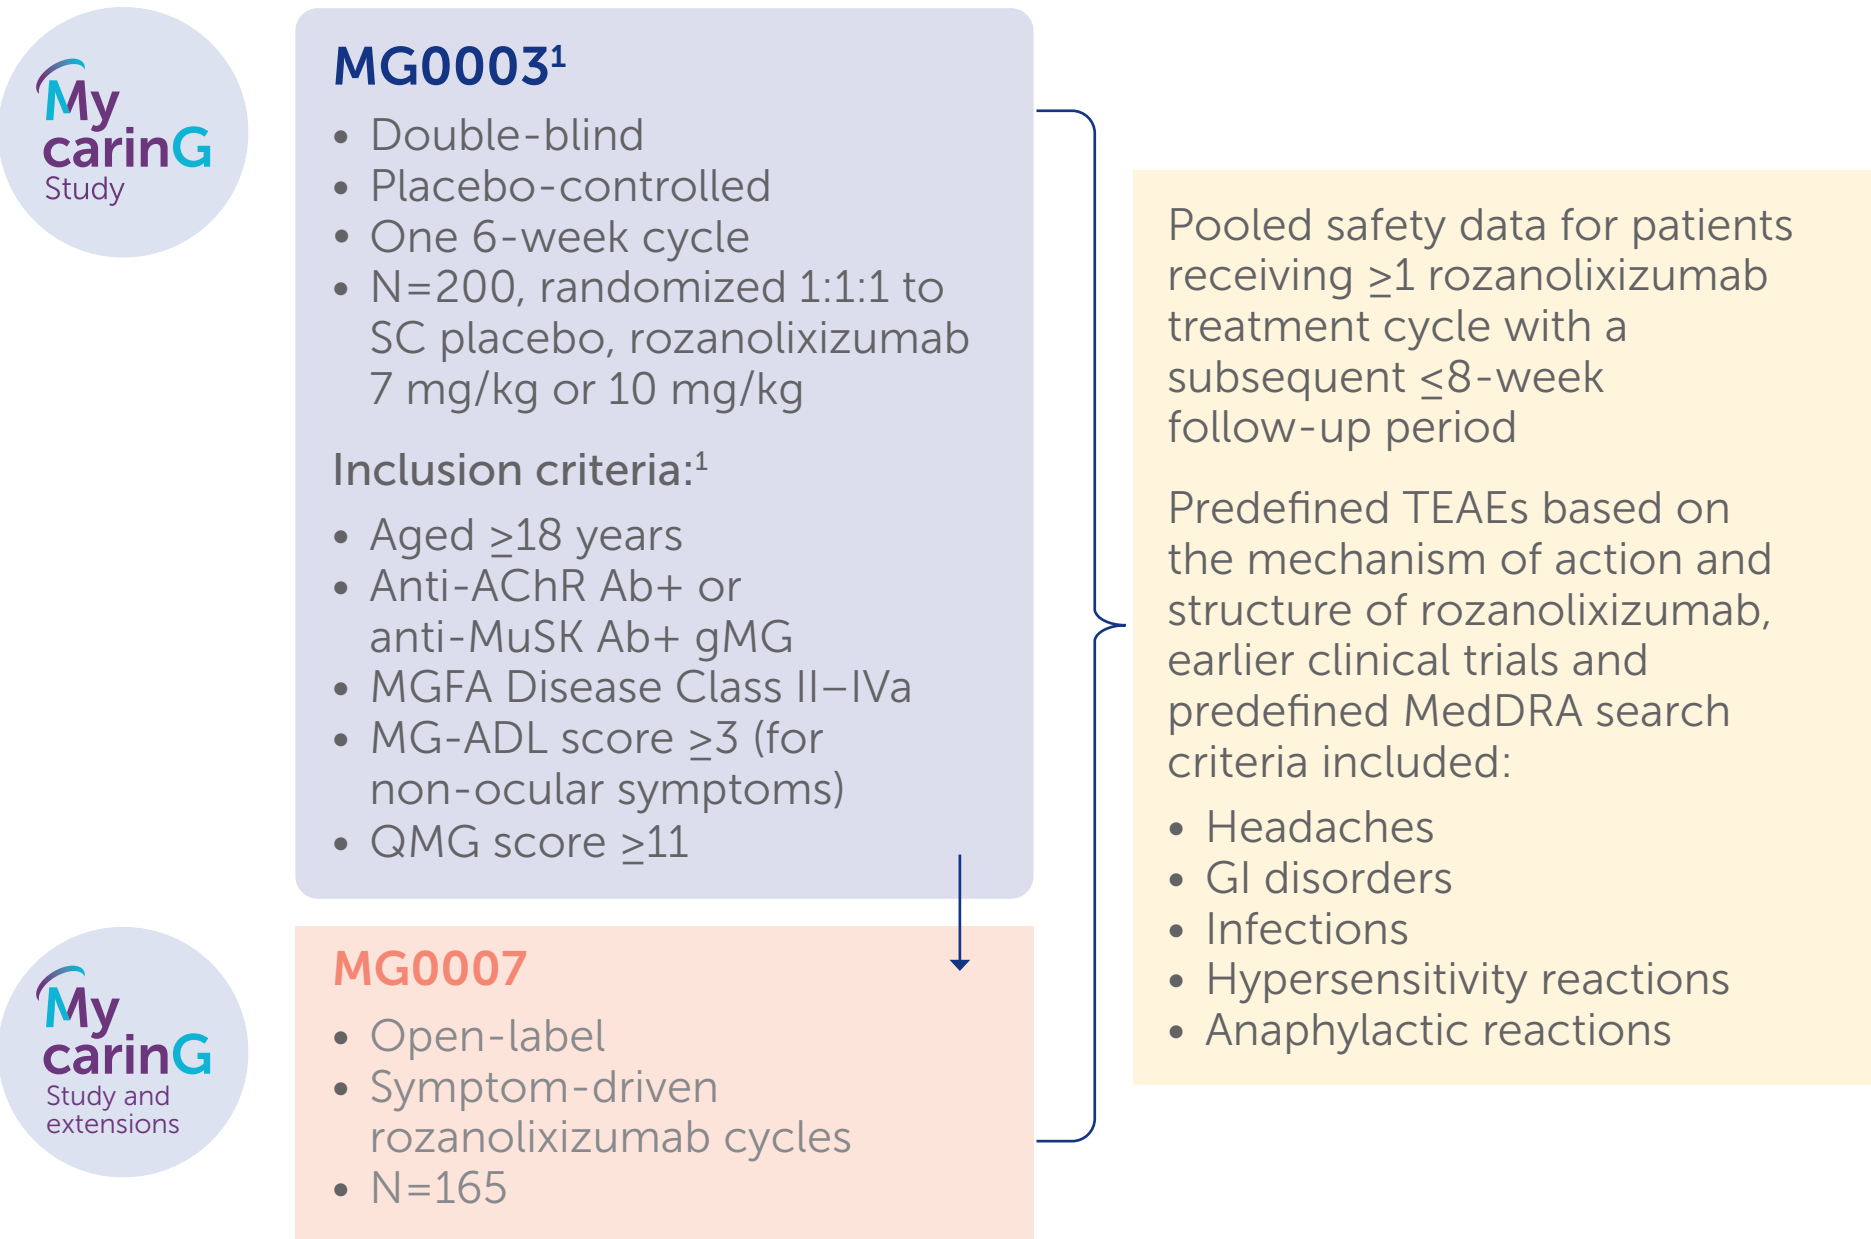 My
carinG
Study
MG0003¹
• Double-blind
• Placebo-controlled
• One 6-week cycle
• N=200, randomized 1:1:1 to
SC placebo, rozanolixizumab
7 mg/kg or 10 mg/kg
Inclusion criteria:¹
• Aged ≥18 years
• Anti-AChR Ab+ or
anti-MuSK Ab+ gMG
• MGFA Disease Class II–IVa
• MG-ADL score ≥3 (for
non-ocular symptoms)
• QMG score ≥11
My
carinG
Study and
extensions
MG0007
• Open-label
• Symptom-driven
rozanolixizumab cycles
• N=165
Pooled safety data for patients
receiving ≥1 rozanolixizumab
treatment cycle with a
subsequent ≤8-week
follow-up period
Predefined TEAEs based on
the mechanism of action and
structure of rozanolixizumab,
earlier clinical trials and
predefined MedDRA search
criteria included:
• Headaches
• GI disorders
• Infections
• Hypersensitivity reactions
• Anaphylactic reactions